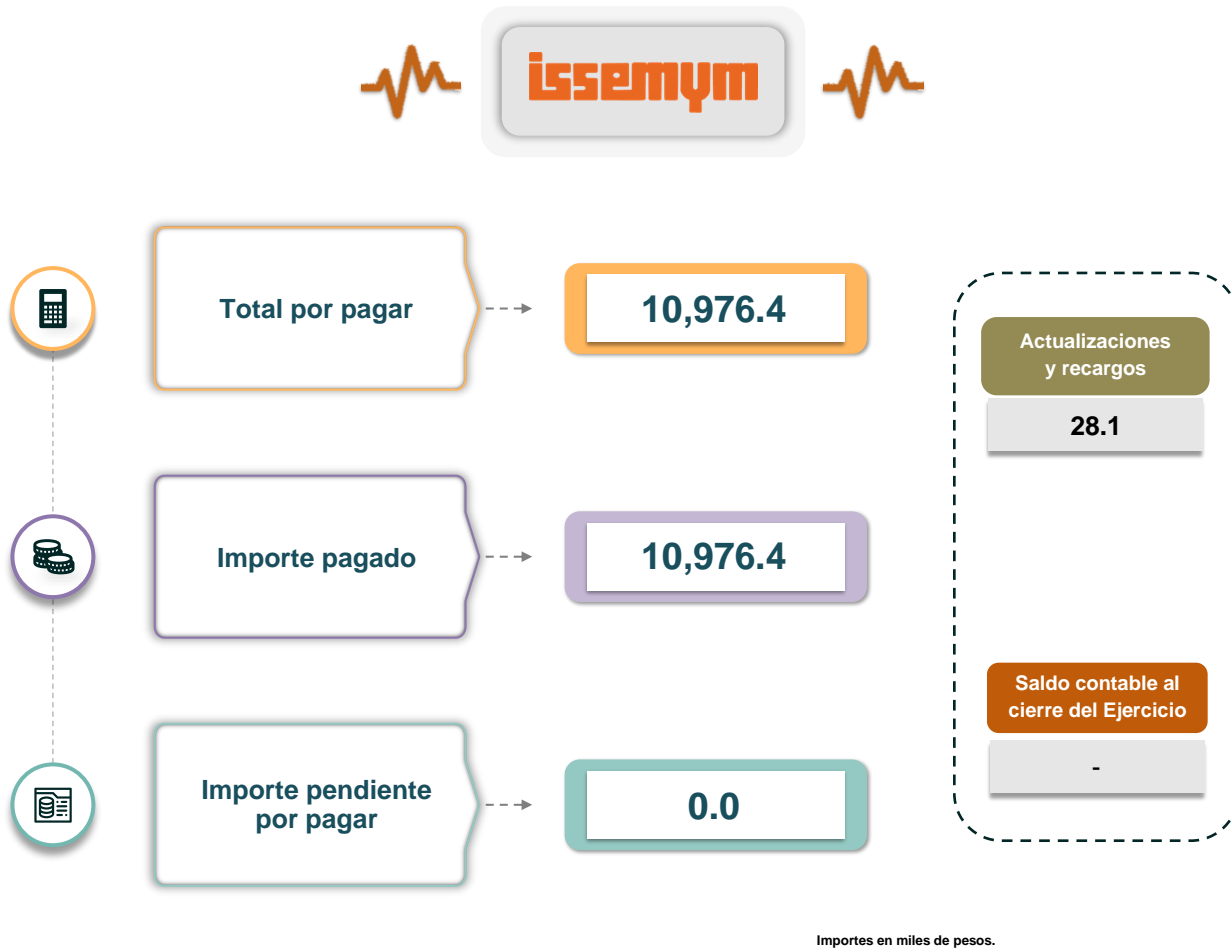 issemym
Total por pagar
10,976.4
Actualizaciones
y recargos
28.1
Importe pagado
10,976.4
Saldo contable al
cierre del Ejercicio
-
Importe pendiente
por pagar
0.0
Importes en miles de pesos.